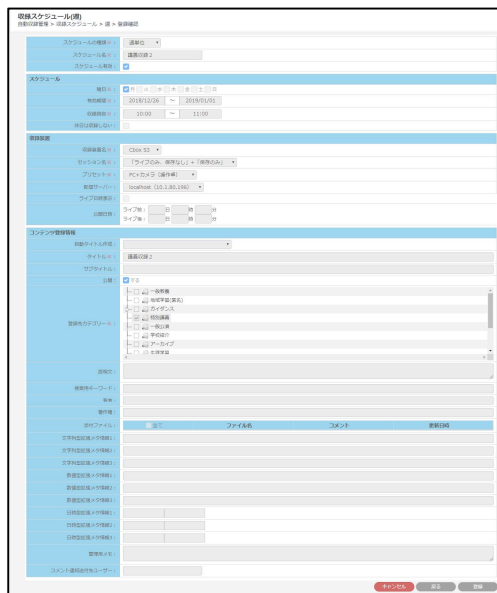 収録スケジュール(週)
自動収録管理 > 収録スケジュール > 週 > 登録確認
スケジュールの種類※： 週単位
スケジュール名※： 講義収録2
スケジュール有効：
スケジュール
曜日※： 月 火 水 木 金 土 日
有効期間※： 2018/12/26 ～ 2019/01/01
収録時刻※： 10:00 ～ 11:00
休日は収録しない：
収録装置
収録装置名※： Cbox S3
セッション名※： 「ライブのみ、保存なし」+「保存のみ」
プリセット※： PC+カメラ (操作卓)
配信サーバー： localhost (10.1.80.196)
ライブ同時表示：
公開日時： ライブ前： 日 時 分
ライブ後： 日 時 分
コンテンツ登録情報
自動タイトル作成：
タイトル※： 講義収録2
サブタイトル：
公開： する
登録先カテゴリー※：
一般教養
地域学習(実名)
ガイダンス
特別講義
一般公演
学校紹介
アーカイブ
生涯学習
説明文：
検索用キーワード：
著者：
著作権：
添付ファイル： 全て ファイル名 コメント 更新日時
文字列型拡張メタ情報1：
文字列型拡張メタ情報2：
文字列型拡張メタ情報3：
数値型拡張メタ情報1：
数値型拡張メタ情報2：
数値型拡張メタ情報3：
日時型拡張メタ情報1：
日時型拡張メタ情報2：
日時型拡張メタ情報3：
管理用メモ：
コメント通知送付先ユーザー：
キャンセル 戻る 登録